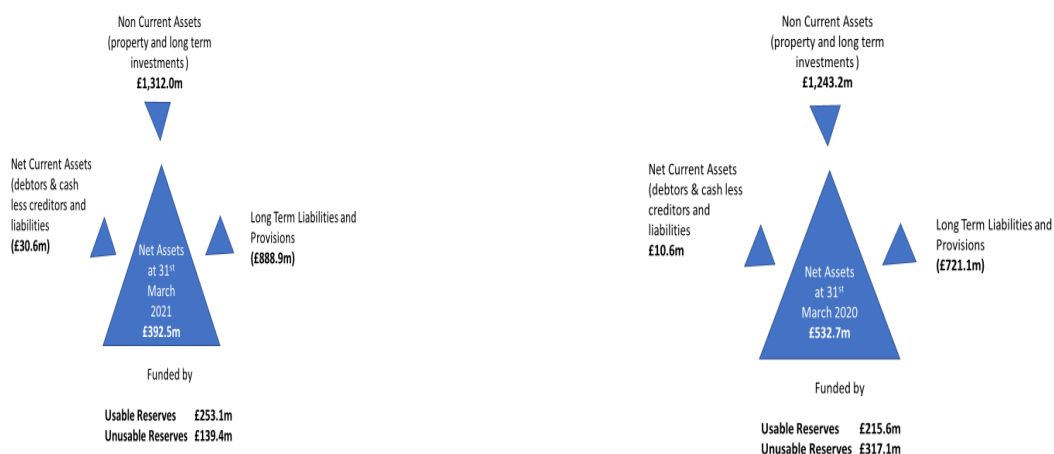 Non Current Assets
(property and long term
investments )
£1,312.0m
Net Current Assets
(debtors & cash
less creditors and
liabilities
(£30.6m)
Long Term Liabilities and
Provisions
(£888.9m)
Net Assets
at 31st
March
2021
£392.5m
Funded by
Usable Reserves £253.1m
Unusable Reserves £139.4m
Non Current Assets
(property and long term
investments )
£1,243.2m
Net Current Assets
(debtors & cash less
creditors and
liabilities
£10.6m
Long Term Liabilities and
Provisions
(£721.1m)
Net Assets
at 31st
March 2020
£532.7m
Funded by
Usable Reserves £215.6m
Unusable Reserves £317.1m